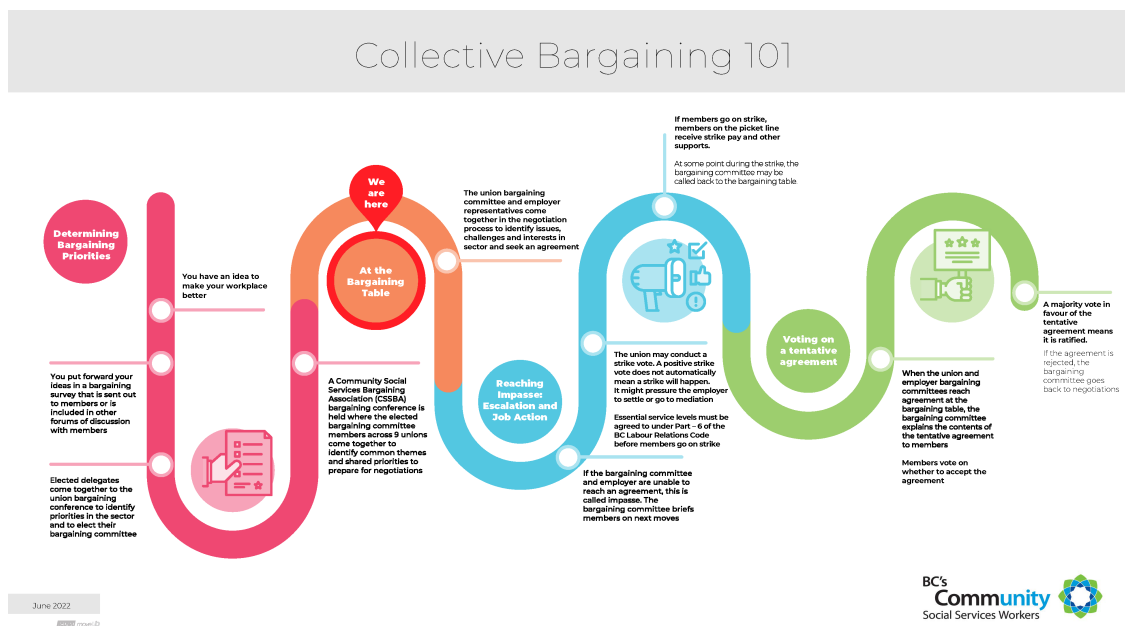 Collective Bargaining 101
Determining
Bargaining
Priorities
You have an idea to
make your workplace
better
You put forward your
ideas in a bargaining
survey that is sent out
to members or is
included in other
forums of discussion
with members
Elected delegates
come together to the
union bargaining
conference to identify
priorities in the sector
and to elect their
bargaining committee
A Community Social
Services Bargaining
Association (CSSBA)
bargaining conference is
held where the elected
bargaining committee
members across 9 unions
come together to
identify common themes
and shared priorities to
prepare for negotiations
We
are
here
At the
Bargaining
Table
The union bargaining
committee and employer
representatives come
together in the negotiation
process to identify issues,
challenges and interests in
sector and seek an agreement
Reaching
Impasse:
Escalation and
Job Action
If the bargaining committee
and employer are unable to
reach an agreement, this is
called impasse. The
bargaining committee briefs
members on next moves
The union may conduct a
strike vote. A positive strike
vote does not automatically
mean a strike will happen.
It might pressure the employer
to settle or go to mediation
Essential service levels must be
agreed to under Part – 6 of the
BC Labour Relations Code
before members go on strike
If members go on strike,
members on the picket line
receive strike pay and other
supports.
At some point during the strike, the
bargaining committee may be
called back to the bargaining table.
Voting on
a tentative
agreement
When the union and
employer bargaining
committees reach
agreement at the
bargaining table, the
bargaining committee
explains the contents of
the tentative agreement
to members
Members vote on
whether to accept the
agreement
A majority vote in
favour of the
tentative
agreement means
it is ratified.
If the agreement is
rejected, the
bargaining
committee goes
back to negotiations
June 2022
BC's
Community
Social Services Workers